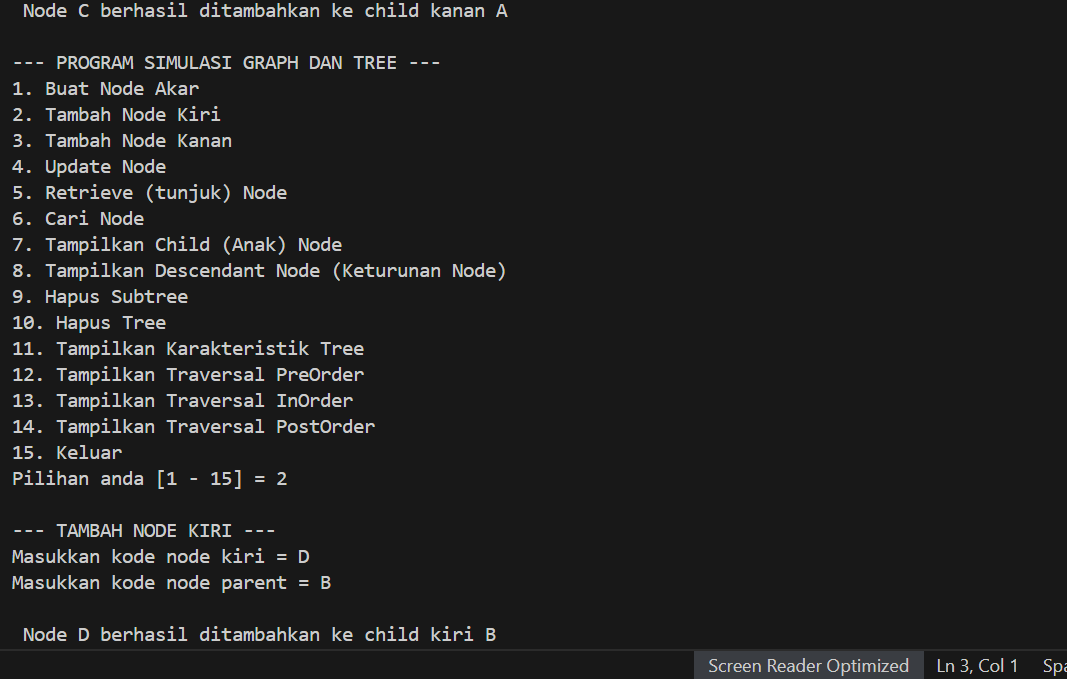 Node C berhasil ditambahkan ke child kanan A
--- PROGRAM SIMULASI GRAPH DAN TREE ---
1. Buat Node Akar
2. Tambah Node Kiri
3. Tambah Node Kanan
4. Update Node
5. Retrieve (tunjuk) Node
6. Cari Node
7. Tampilkan Child (Anak) Node
8. Tampilkan Descendant Node (Keturunan Node)
9. Hapus Subtree
10. Hapus Tree
11. Tampilkan Karakteristik Tree
12. Tampilkan Traversal PreOrder
13. Tampilkan Traversal InOrder
14. Tampilkan Traversal PostOrder
15. Keluar
Pilihan anda [1 - 15] = 2
--- TAMBAH NODE KIRI ---
Masukkan kode node kiri = D
Masukkan kode node parent = B
Node D berhasil ditambahkan ke child kiri B
Screen Reader Optimized Ln 3, Col 1